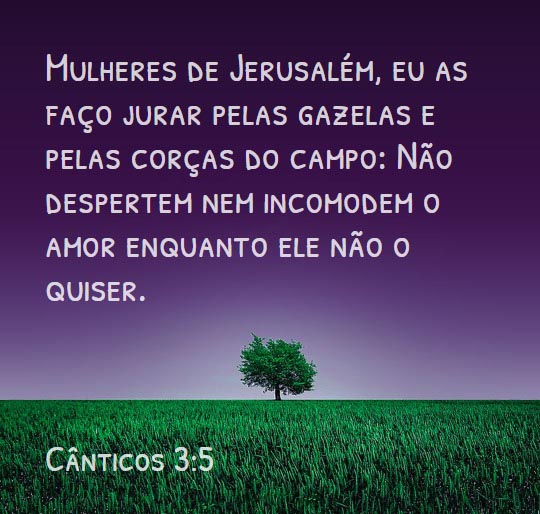 Mulheres de Jerusalém, eu as
faço jurar pelas gazelas e
pelas corças do campo: Não
despertem nem incomodem o
amor enquanto ele não o
quiser.
Cânticos 3:5